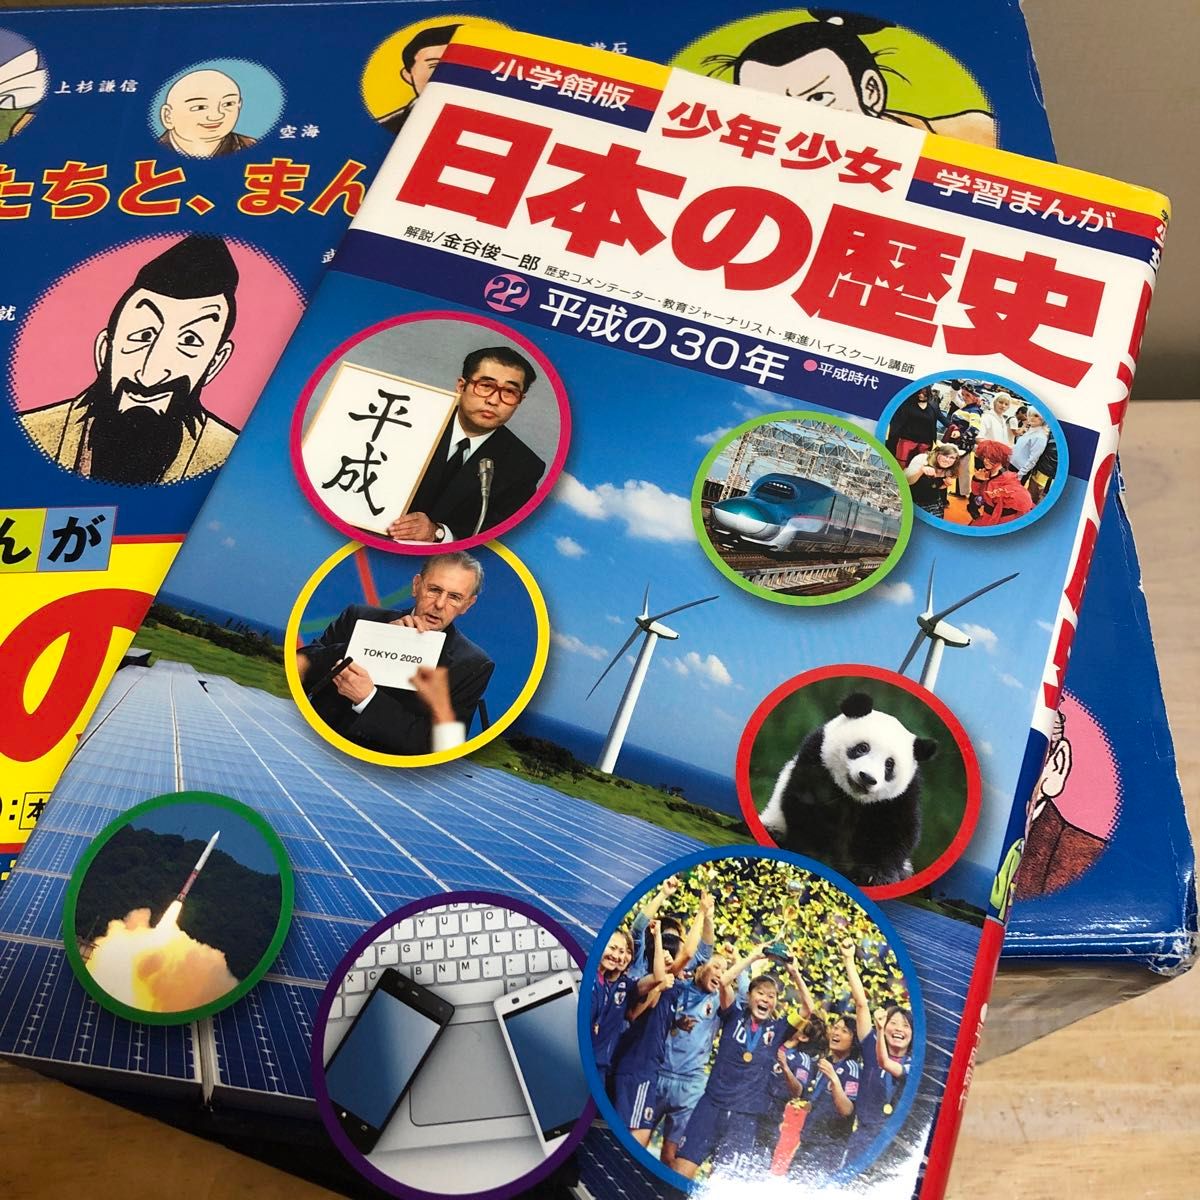 上杉謙信
空海
たちと、まん
んが
の
小学館版
少年少女
学習まんが
日本の歴史
解説/金谷俊一郎
歴史コメンテーター・教育ジャーナリスト・東進ハイスクール講師
22 平成の30年 ●平成時代
平成
TOKYO 2020